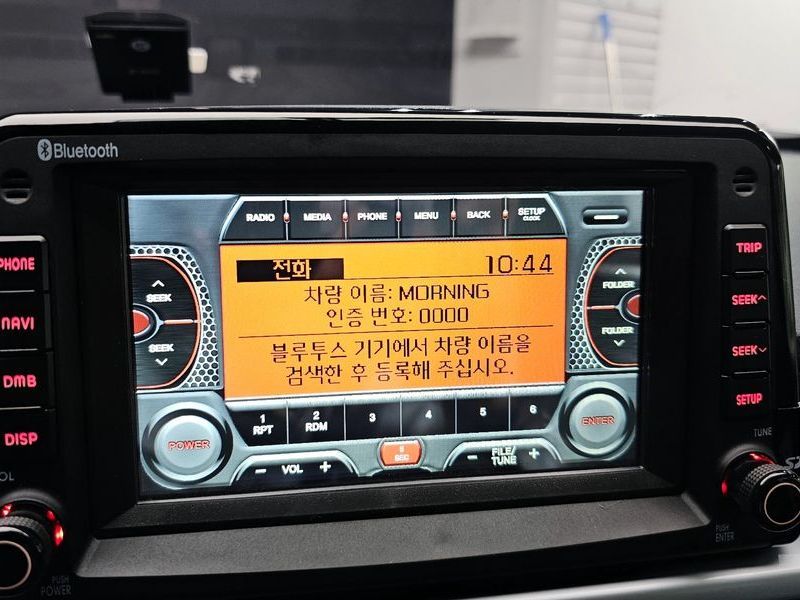 Bluetooth
RADIO MEDIA PHONE MENU BACK SETUP
CLOCK
전화 10:44
차량 이름: MORNING
인증 번호: 0000
블루투스 기기에서 차량 이름을
검색한 후 등록해 주십시오.
SEEK
SEEK
FOLDER
FOLDER
1 2 3 4 5 6
RPT RDM
POWER
ENTER
− VOL +
SEC
− FILE/TUNE +
PHONE
NAVI
DMB
DISP
VOL
PUSH
POWER
TRIP
SEEK
SEEK
SETUP
TUNE
PUSH
ENTER